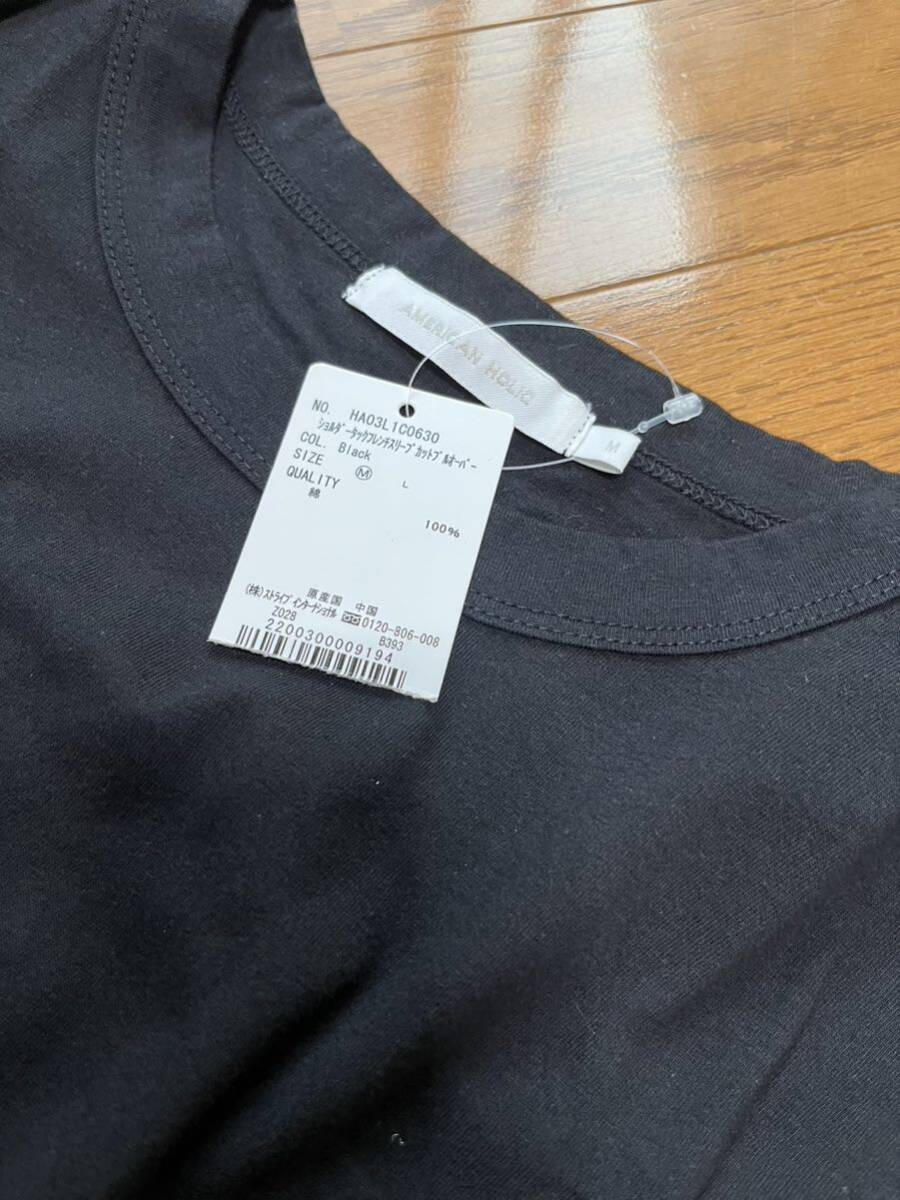 AMERICAN HOLIC
M
NO. HA03L1C0630
ショルダータックフレンチスリーブカットプルオーバー
COL. Black
SIZE Ⓜ L
QUALITY
綿 100%
原産国 中国
(株)ストライプインターナショナル 0120-806-008
Z028 B393
2200300009194